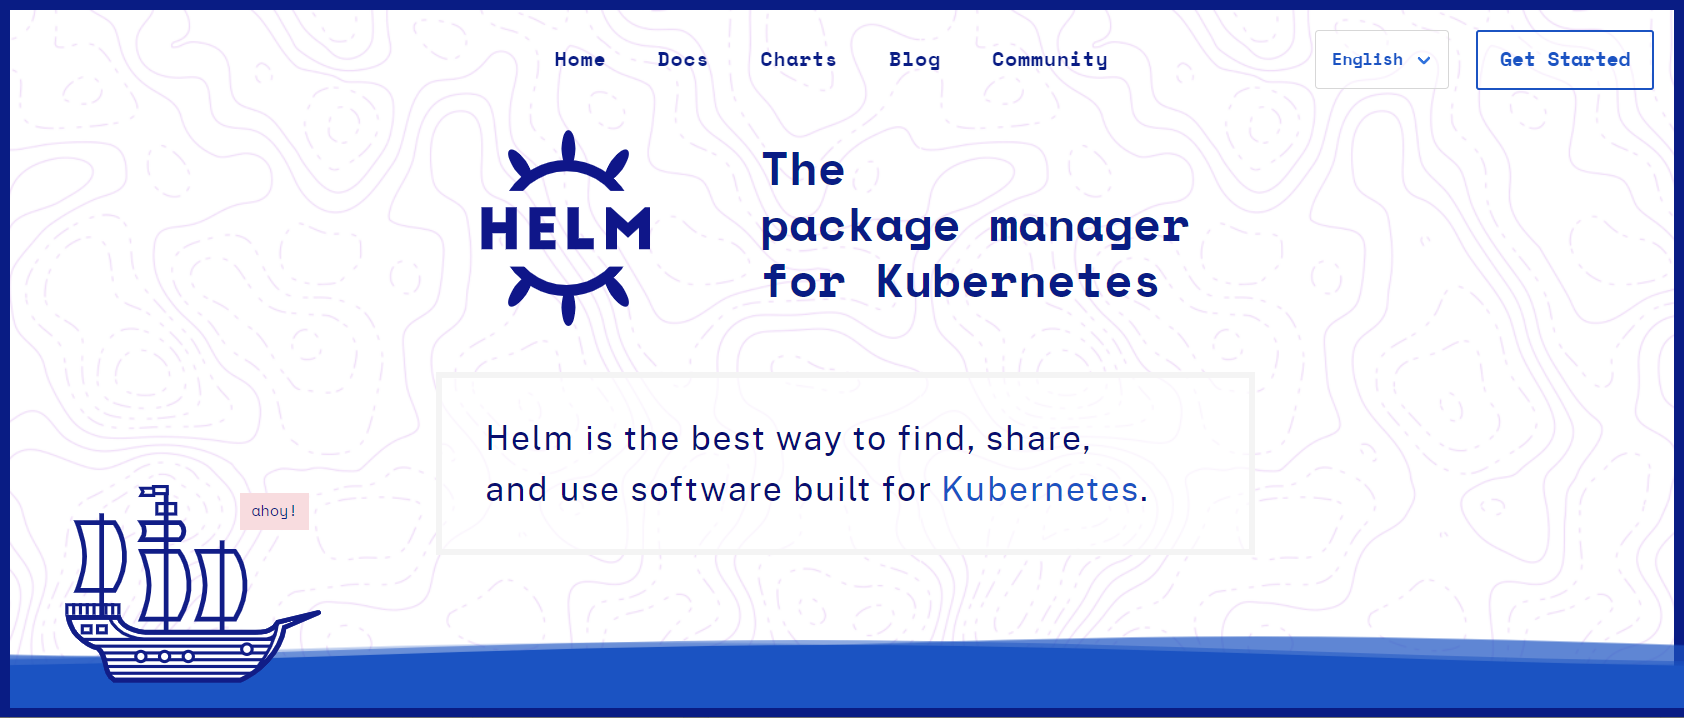 Home Docs Charts Blog Community English Get Started
HELM
The
package manager
for Kubernetes
Helm is the best way to find, share,
and use software built for Kubernetes.
ahoy!